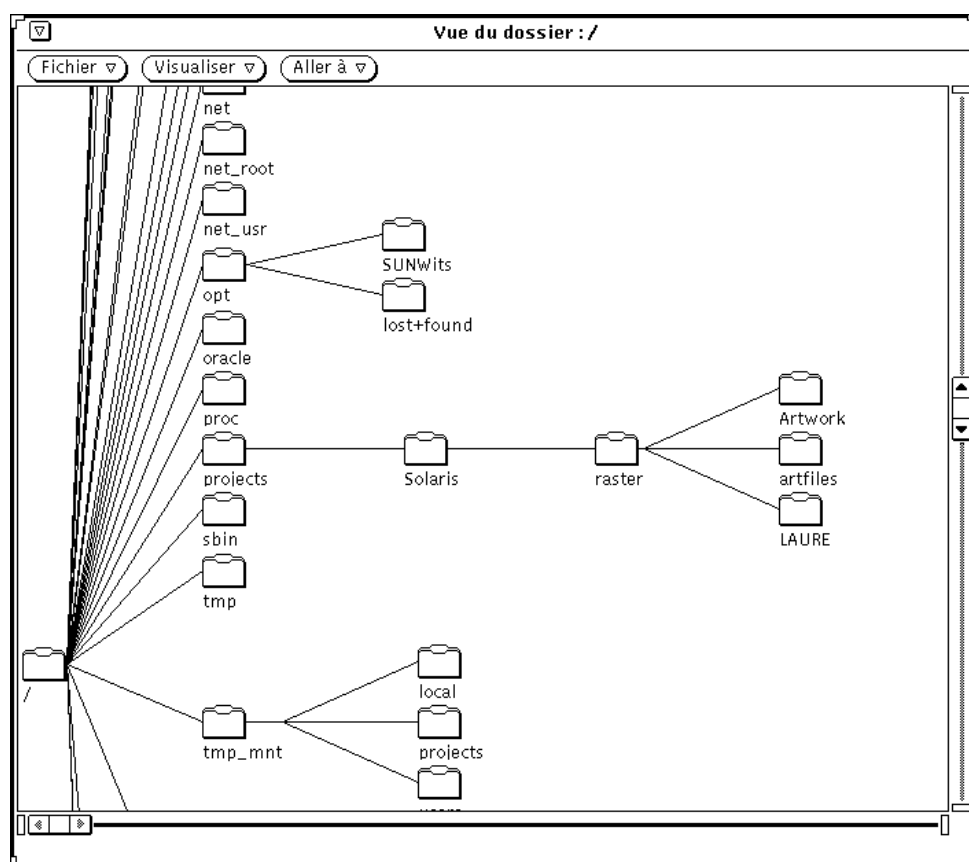 Vue du dossier : /
Fichier Visualiser Aller à
net
net_root
net_usr
SUNWits
opt
lost+found
oracle
proc
Artwork
projects Solaris raster artfiles
sbin LAURE
tmp
/
local
tmp_mnt projects